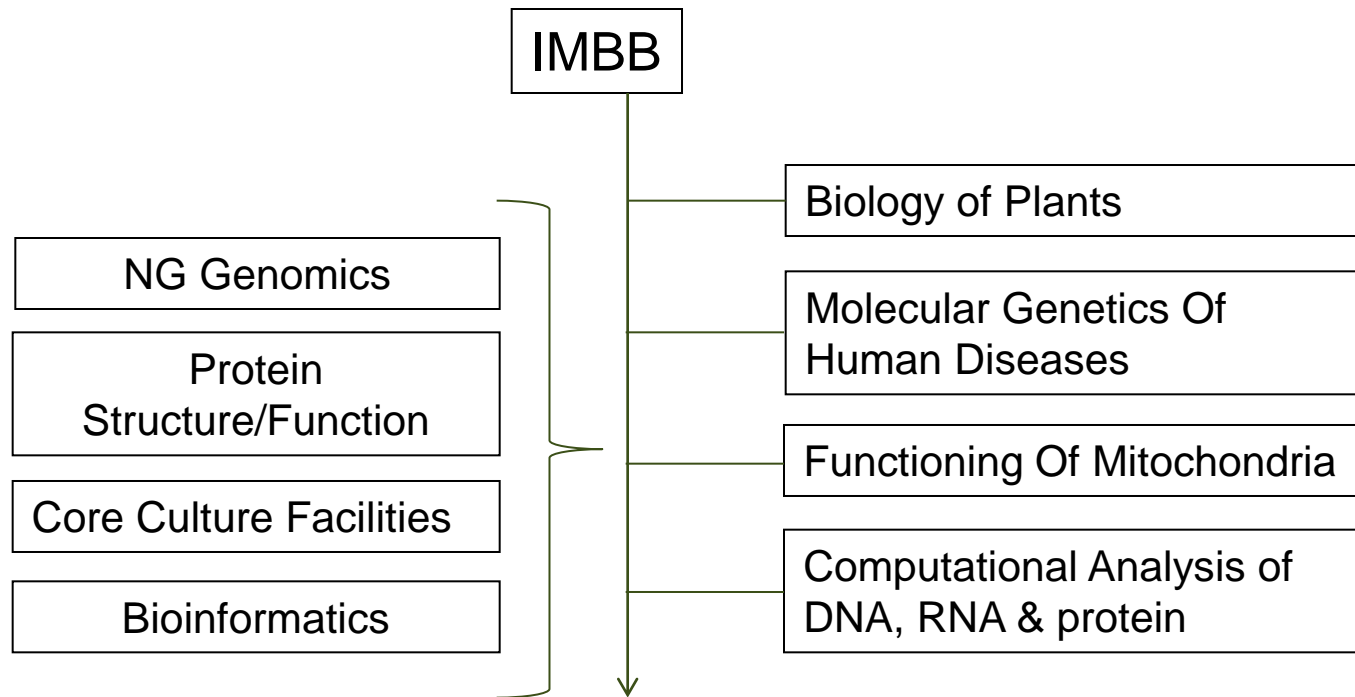 IMBB
NG Genomics
Protein
Structure/Function
Core Culture Facilities
Bioinformatics
Biology of Plants
Molecular Genetics Of
Human Diseases
Functioning Of Mitochondria
Computational Analysis of
DNA, RNA & protein